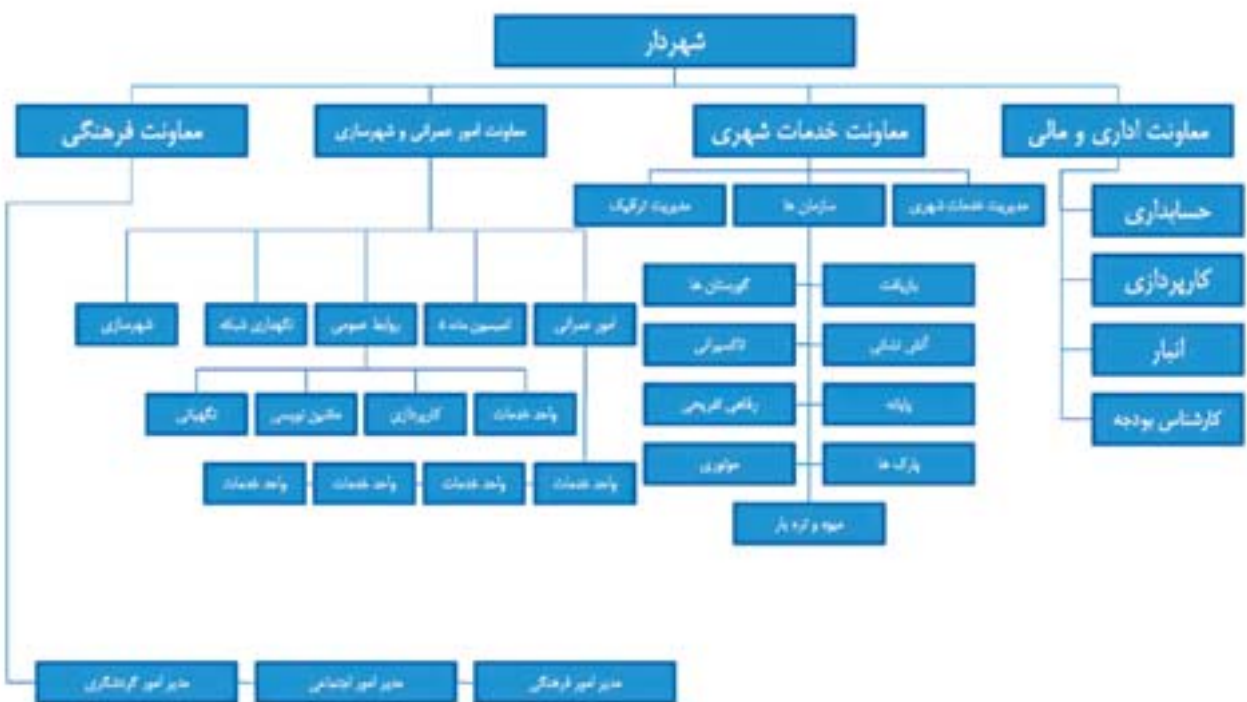 شهردار
معاونت اداری و مالی
معاونت خدمات شهری
معاونت امور عمرانی و شهرسازی
معاونت فرهنگی
حسابداری
کارپردازی
انبار
کارشناس بودجه
مدیریت خدمات شهری
سازمان ها
مدیریت ترافیک
بازیافت
گورستان ها
آتش نشانی
تاکسیرانی
پایانه
رفاهی تفریحی
پارک ها
موتوری
میوه و تره بار
امور عمرانی
کمیسیون ماده ۵
روابط عمومی
نگهداری شبکه
شهرسازی
واحد خدمات
کارپردازی
ماشین نویسی
نگهبانی
واحد خدمات
واحد خدمات
واحد خدمات
واحد خدمات
مدیر امور فرهنگی
مدیر امور اجتماعی
مدیر امور گردشگری